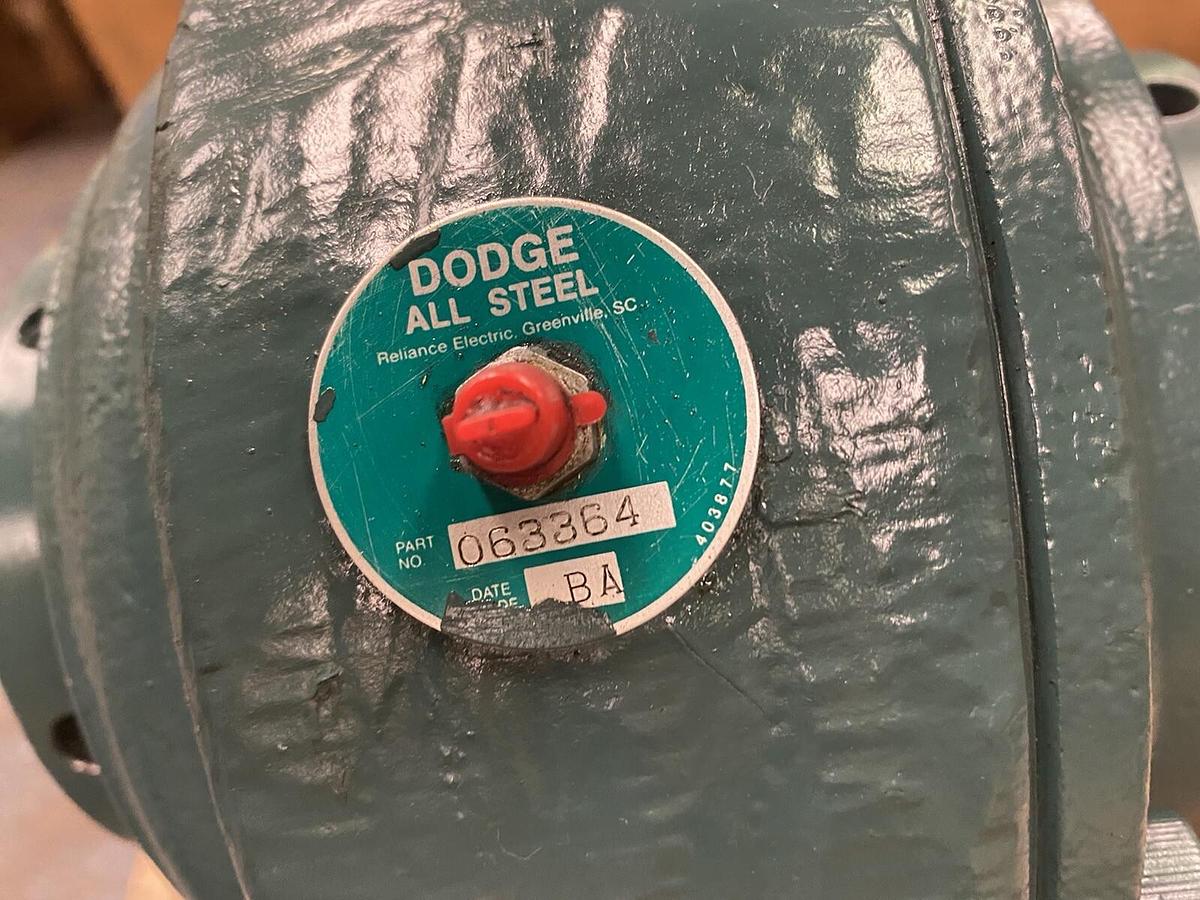 DODGE
ALL STEEL
Reliance Electric, Greenville, SC
PART NO. 063364
DATE BA
403877